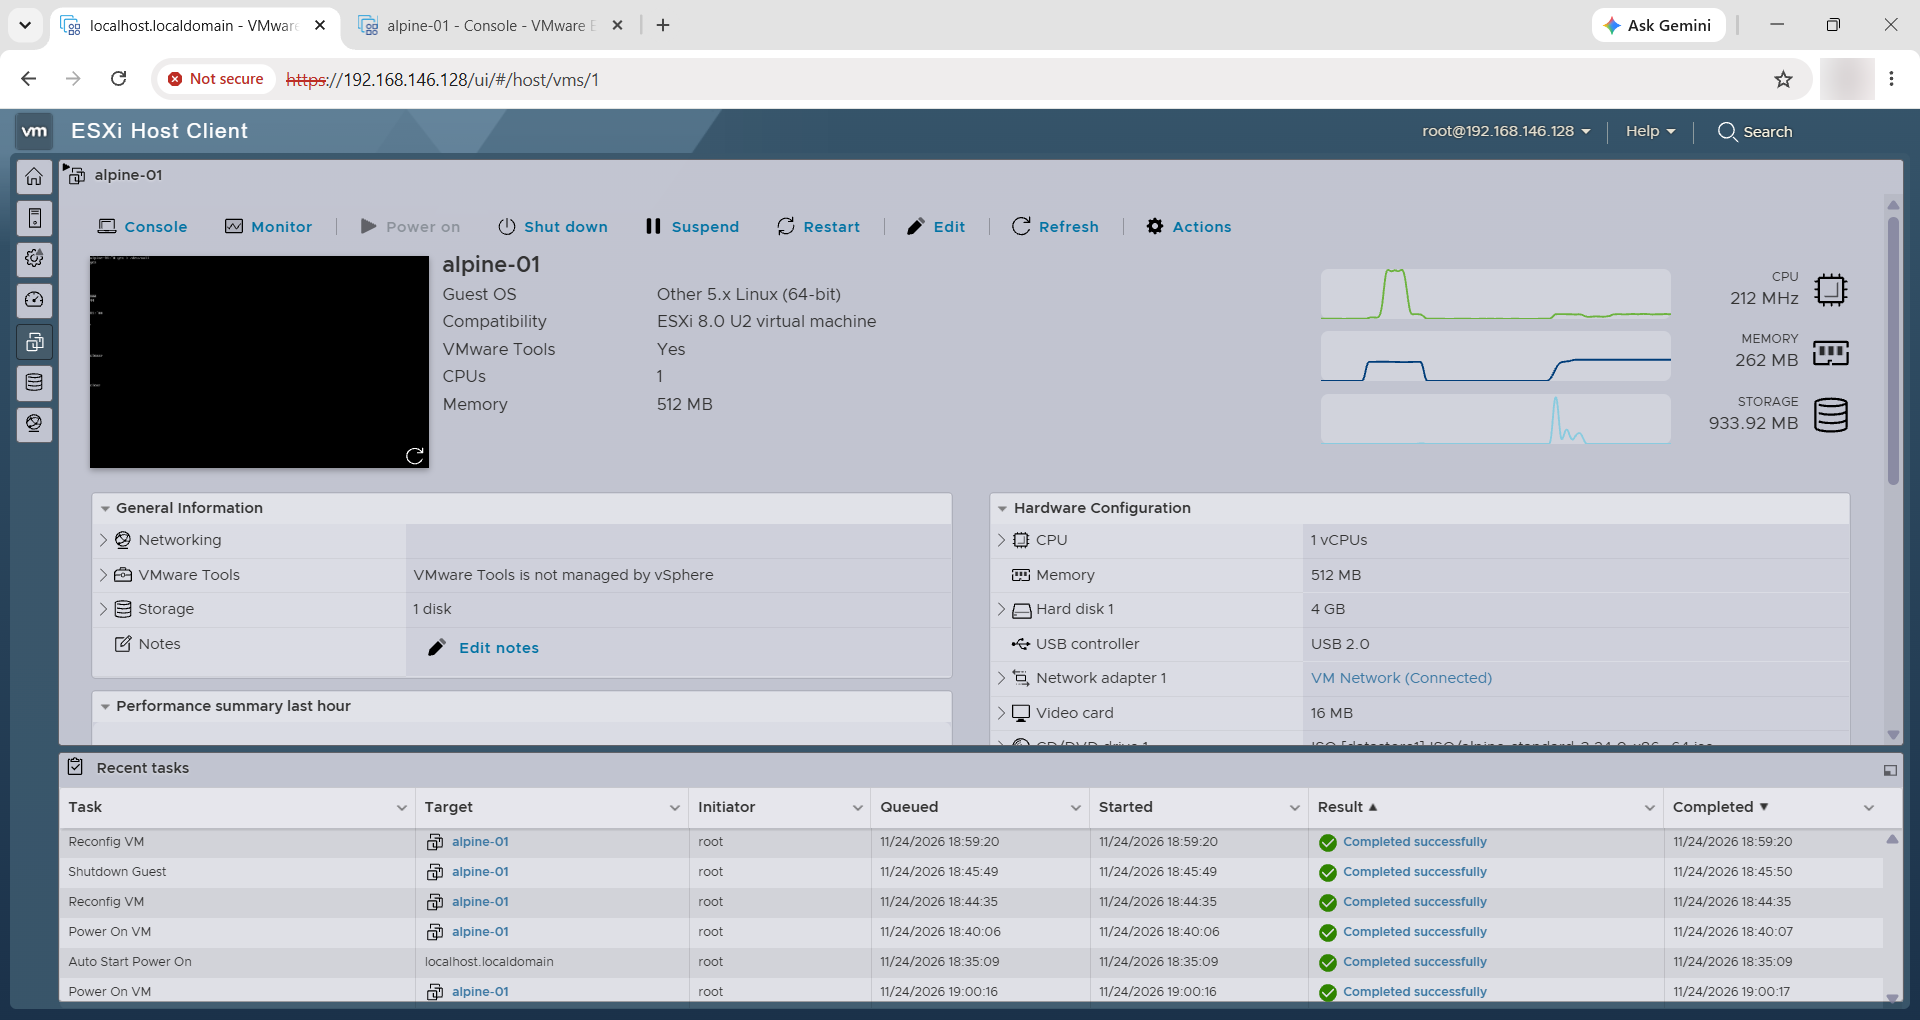 localhost.localdomain - VMware
alpine-01 - Console - VMware E
Ask Gemini
Not secure
https://192.168.146.128/ui/#/host/vms/1
vm
ESXi Host Client
root@192.168.146.128
Help
Search
alpine-01
Console
Monitor
Power on
Shut down
Suspend
Restart
Edit
Refresh
Actions
alpine-01
Guest OS Other 5.x Linux (64-bit)
Compatibility ESXi 8.0 U2 virtual machine
VMware Tools Yes
CPUs 1
Memory 512 MB
CPU
212 MHz
MEMORY
262 MB
STORAGE
933.92 MB
General Information
Networking
VMware Tools VMware Tools is not managed by vSphere
Storage 1 disk
Notes Edit notes
Performance summary last hour
Hardware Configuration
CPU 1 vCPUs
Memory 512 MB
Hard disk 1 4 GB
USB controller USB 2.0
Network adapter 1 VM Network (Connected)
Video card 16 MB
Recent tasks
Task Target Initiator Queued Started Result Completed
Reconfig VM alpine-01 root 11/24/2026 18:59:20 11/24/2026 18:59:20 Completed successfully 11/24/2026 18:59:20
Shutdown Guest alpine-01 root 11/24/2026 18:45:49 11/24/2026 18:45:49 Completed successfully 11/24/2026 18:45:50
Reconfig VM alpine-01 root 11/24/2026 18:44:35 11/24/2026 18:44:35 Completed successfully 11/24/2026 18:44:35
Power On VM alpine-01 root 11/24/2026 18:40:06 11/24/2026 18:40:06 Completed successfully 11/24/2026 18:40:07
Auto Start Power On localhost.localdomain root 11/24/2026 18:35:09 11/24/2026 18:35:09 Completed successfully 11/24/2026 18:35:09
Power On VM alpine-01 root 11/24/2026 19:00:16 11/24/2026 19:00:16 Completed successfully 11/24/2026 19:00:17